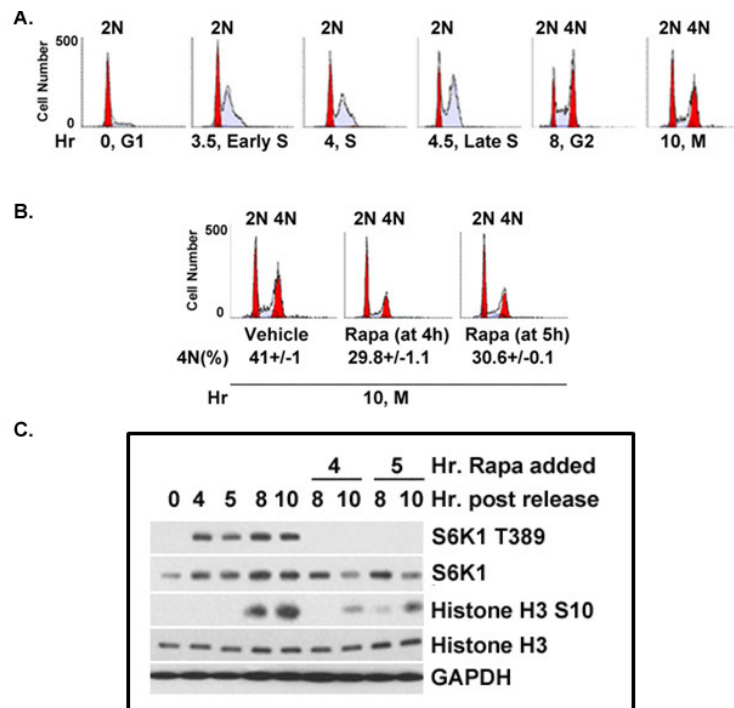 A.
2N 2N 2N 2N 2N 4N 2N 4N
500
Cell Number
0
Hr 0, G1 3.5, Early S 4, S 4.5, Late S 8, G2 10, M
B.
2N 4N 2N 4N 2N 4N
500
Cell Number
0
Vehicle Rapa (at 4h) Rapa (at 5h)
4N(%) 41+/-1 29.8+/-1.1 30.6+/-0.1
Hr 10, M
C.
4 5 Hr. Rapa added
0 4 5 8 10 8 10 8 10 Hr. post release
S6K1 T389
S6K1
Histone H3 S10
Histone H3
GAPDH